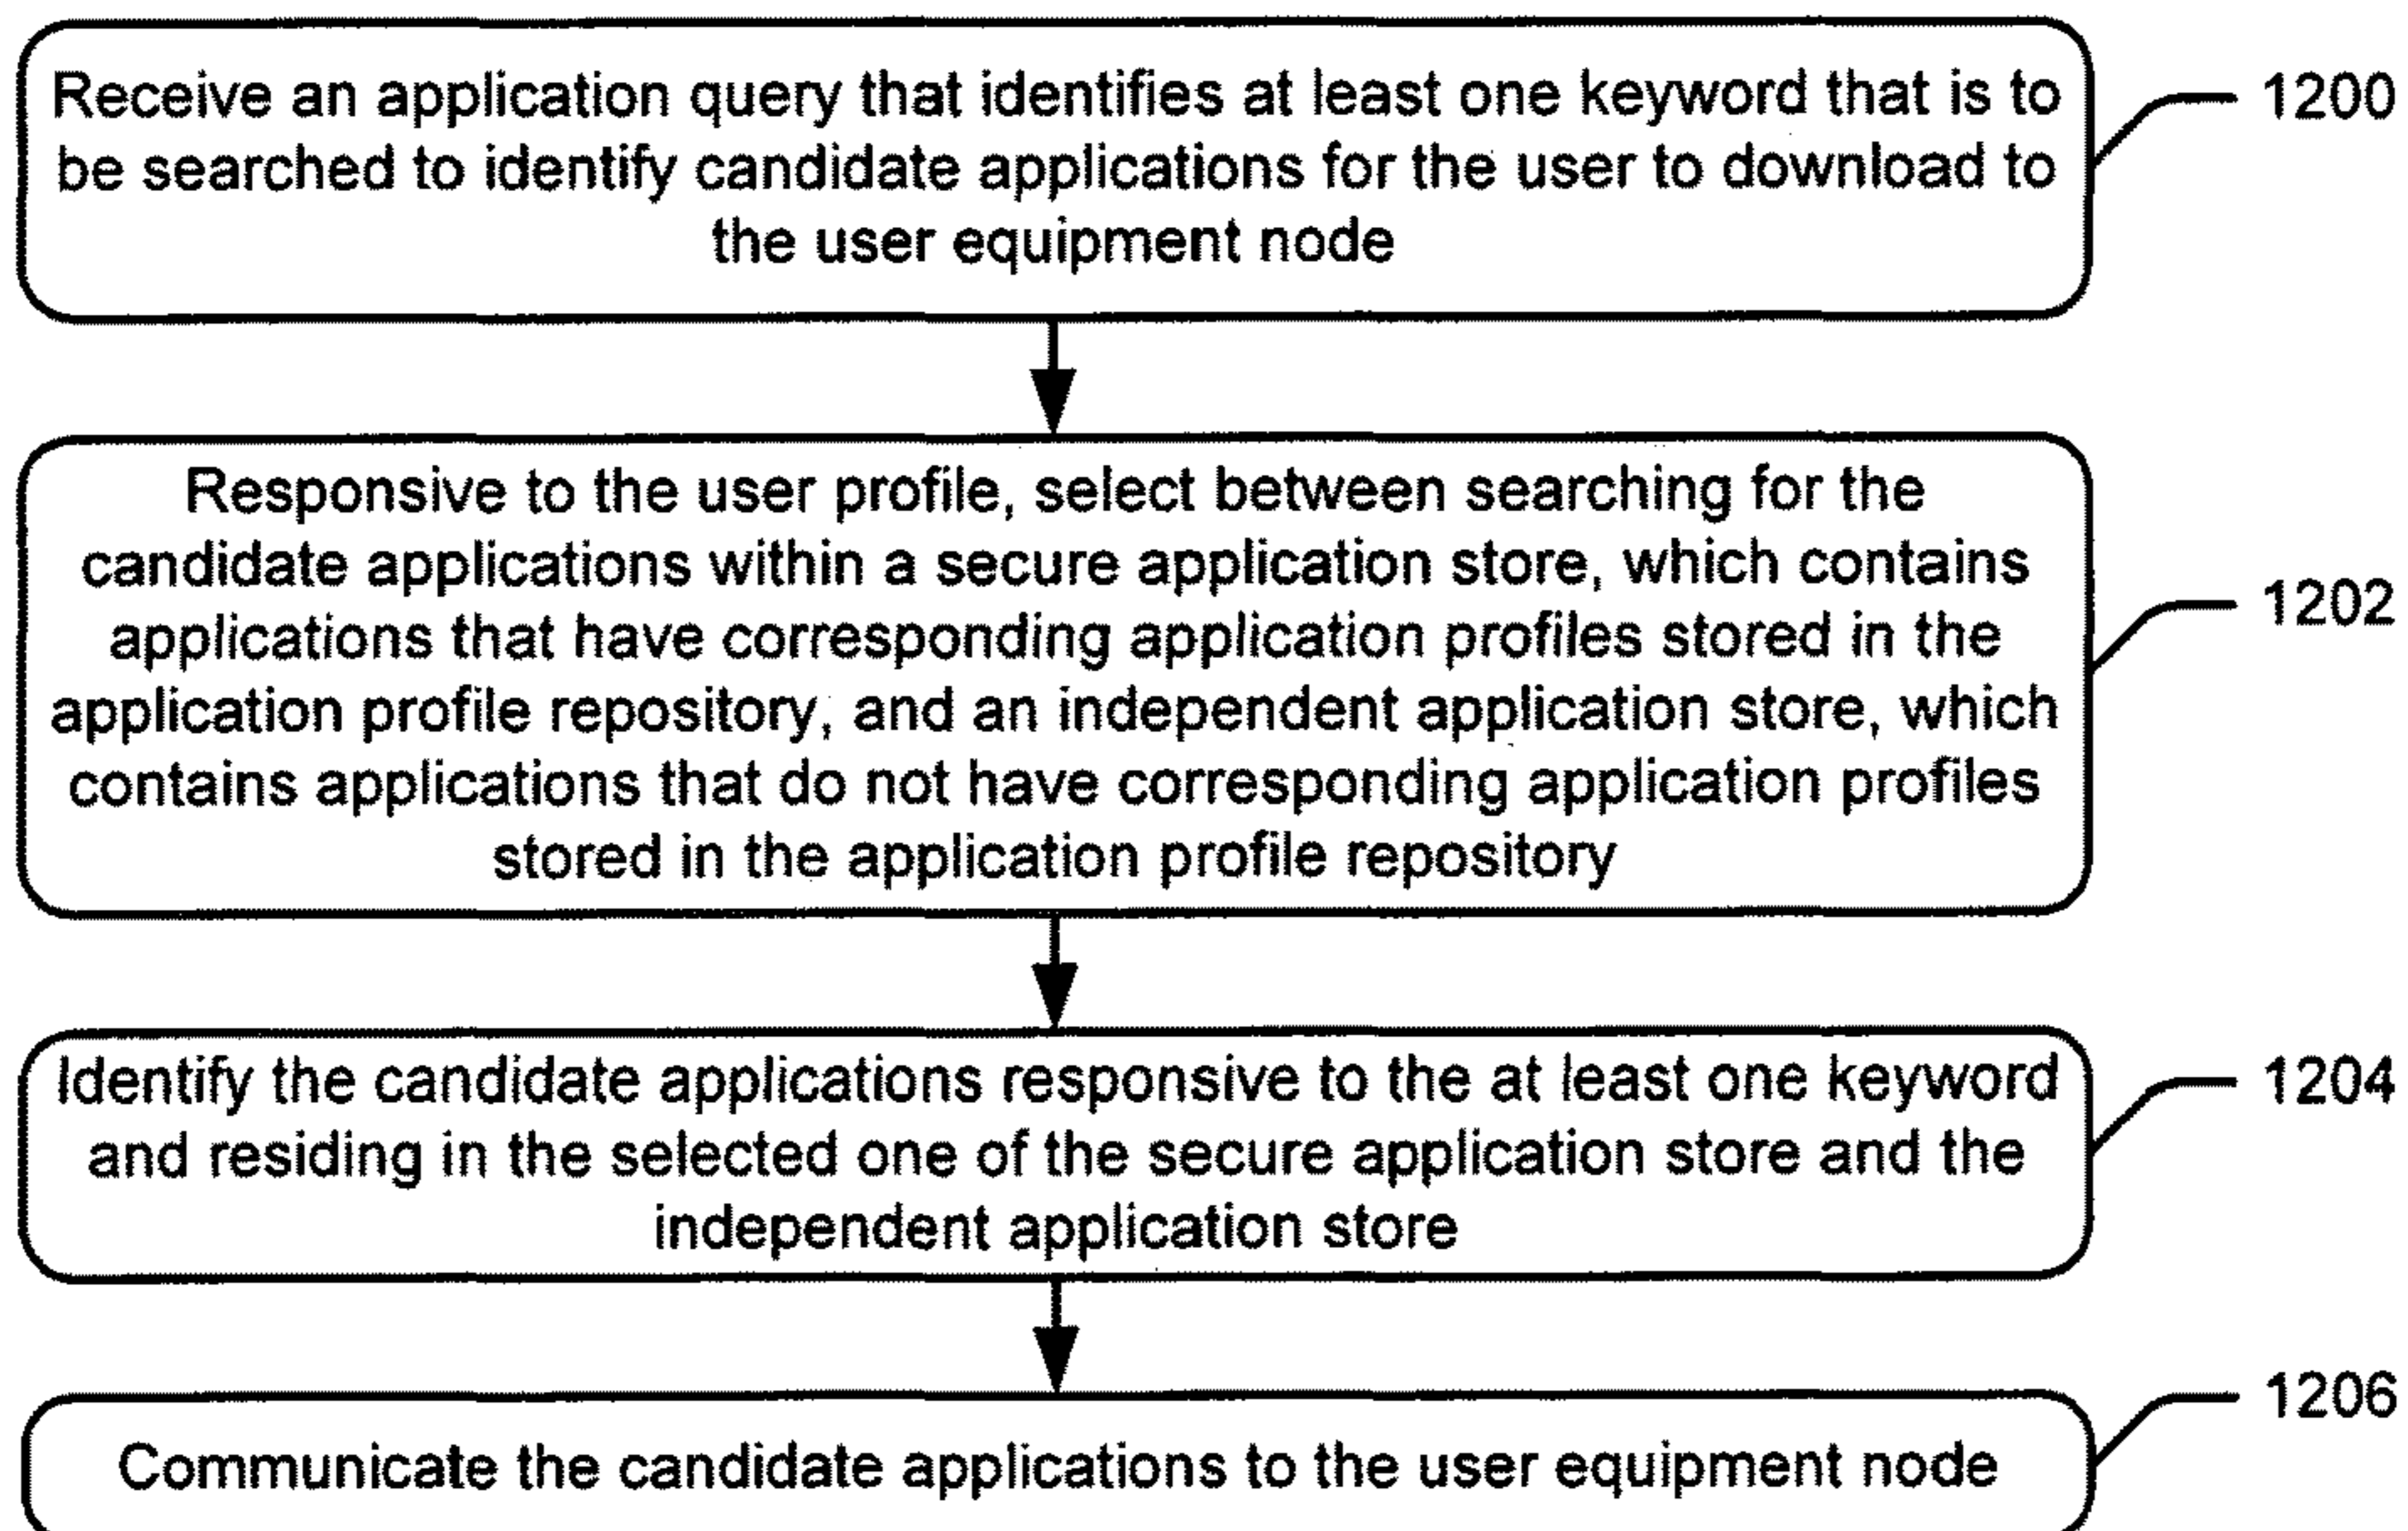 Receive an application query that identifies at least one keyword that is to
be searched to identify candidate applications for the user to download to
the user equipment node
1200
Responsive to the user profile, select between searching for the
candidate applications within a secure application store, which contains
applications that have corresponding application profiles stored in the
application profile repository, and an independent application store, which
contains applications that do not have corresponding application profiles
stored in the application profile repository
1202
Identify the candidate applications responsive to the at least one keyword
and residing in the selected one of the secure application store and the
independent application store
1204
Communicate the candidate applications to the user equipment node
1206